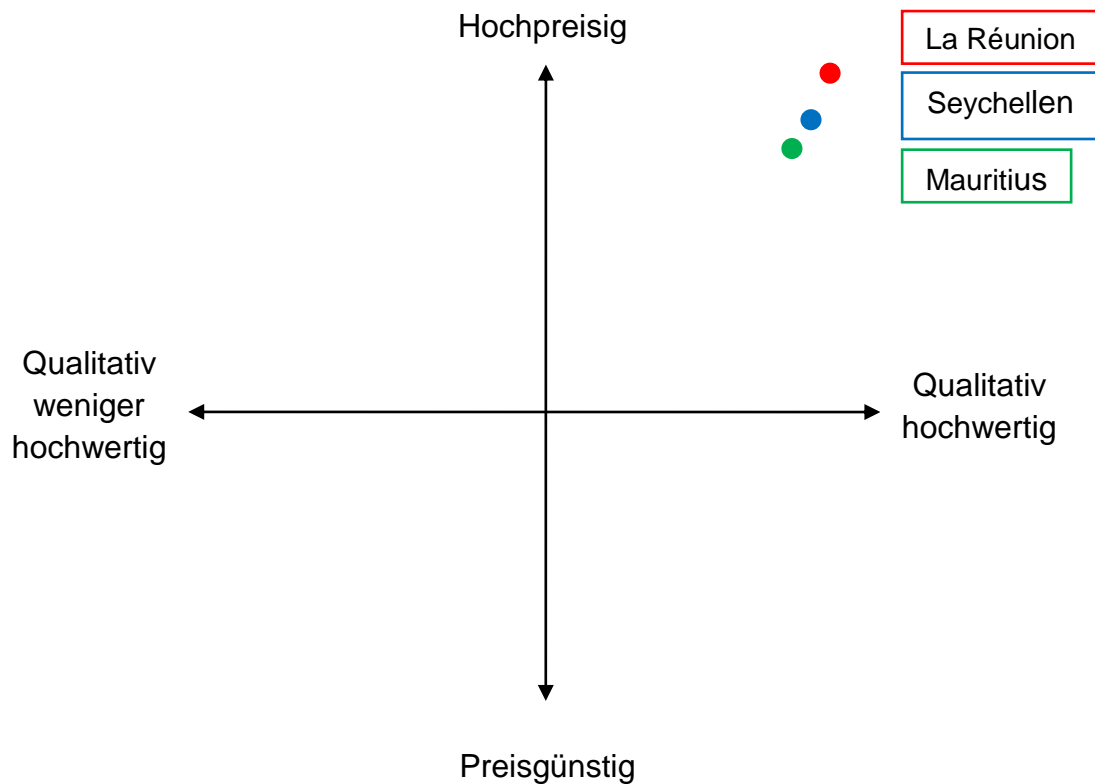 Hochpreisig
La Réunion
Seychellen
Mauritius
Qualitativ
weniger
hochwertig
Qualitativ
hochwertig
Preisgünstig